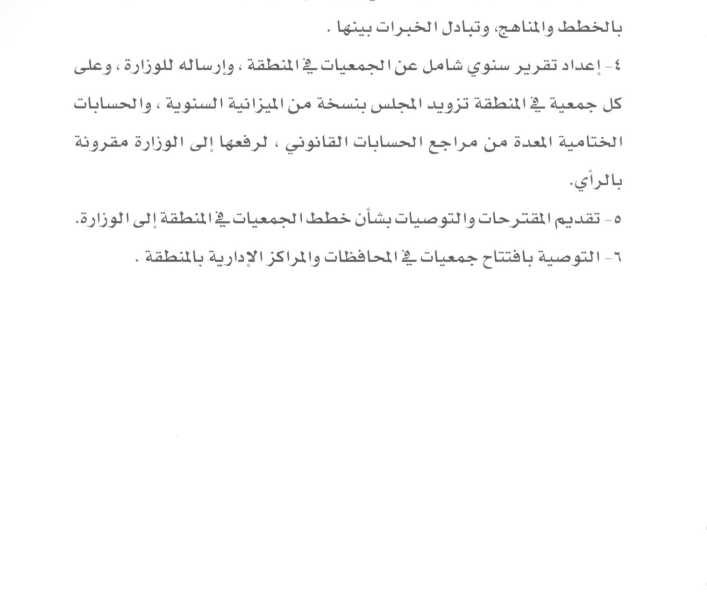 بالخطط والمناهج، وتبادل الخبرات بينها .
٤- إعداد تقرير سنوي شامل عن الجمعيات في المنطقة ، وإرساله للوزارة ، وعلى
كل جمعية في المنطقة تزويد المجلس بنسخة من الميزانية السنوية ، والحسابات
الختامية المعدة من مراجع الحسابات القانوني ، لرفعها إلى الوزارة مقرونة
بالرأي.
٥- تقديم المقترحات والتوصيات بشأن خطط الجمعيات في المنطقة إلى الوزارة.
٦- التوصية بافتتاح جمعيات في المحافظات والمراكز الإدارية بالمنطقة .